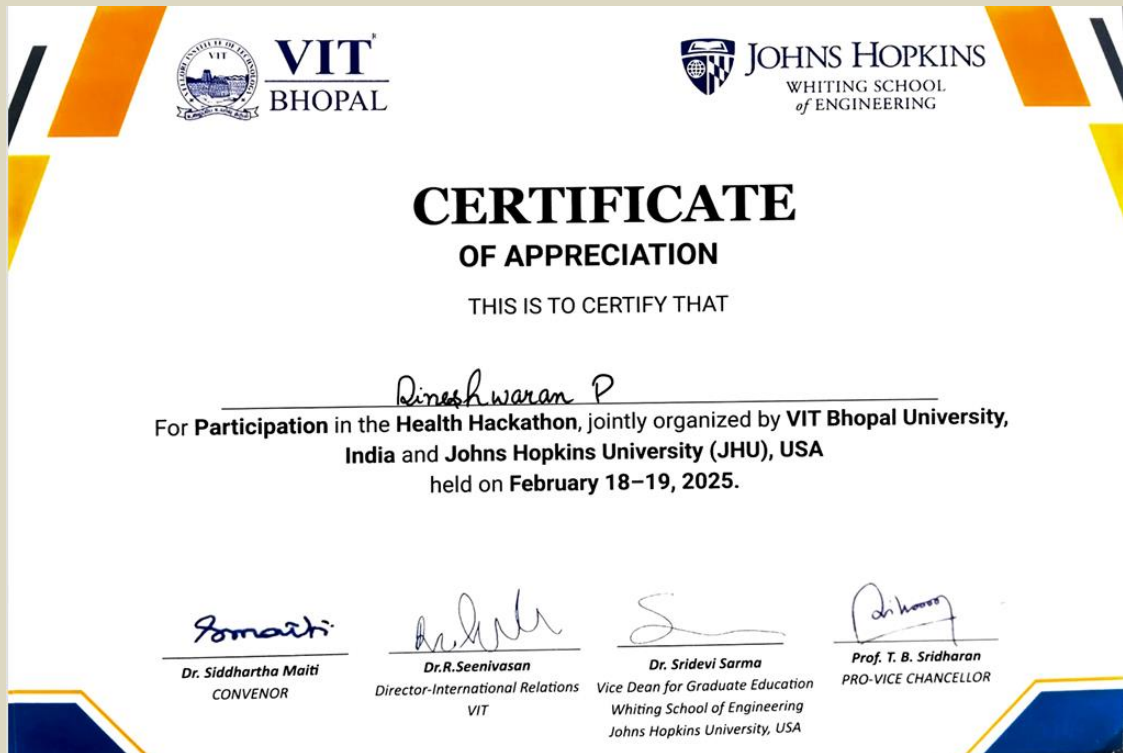 VIT
BHOPAL
JOHNS HOPKINS
WHITING SCHOOL
of ENGINEERING
CERTIFICATE
OF APPRECIATION
THIS IS TO CERTIFY THAT
Dineshwaran P
For Participation in the Health Hackathon, jointly organized by VIT Bhopal University,
India and Johns Hopkins University (JHU), USA
held on February 18–19, 2025.
Dr. Siddhartha Maiti
CONVENOR
Dr.R.Seenivasan
Director-International Relations
VIT
Dr. Sridevi Sarma
Vice Dean for Graduate Education
Whiting School of Engineering
Johns Hopkins University, USA
Prof. T. B. Sridharan
PRO-VICE CHANCELLOR